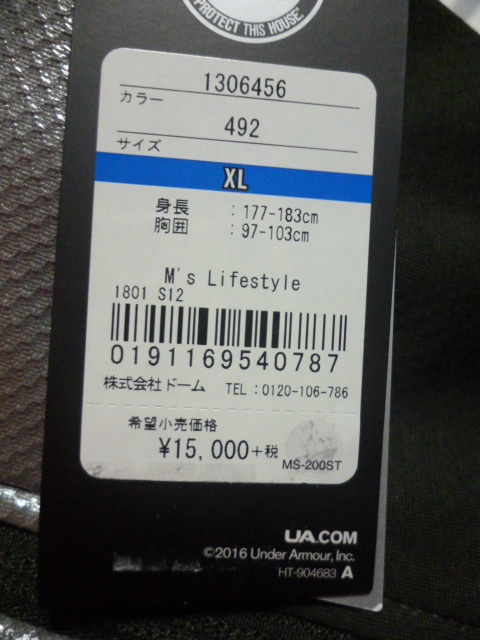 PROTECT THIS HOUSE
1306456
カラー
492
サイズ
XL
身長 : 177-183cm
胸囲 : 97-103cm
M's Lifestyle
1801 S12
0191169540787
株式会社ドーム TEL:0120-106-786
希望小売価格
¥15,000+税
MS-200ST
UA.COM
©2016 Under Armour, Inc.
HT-904683 A